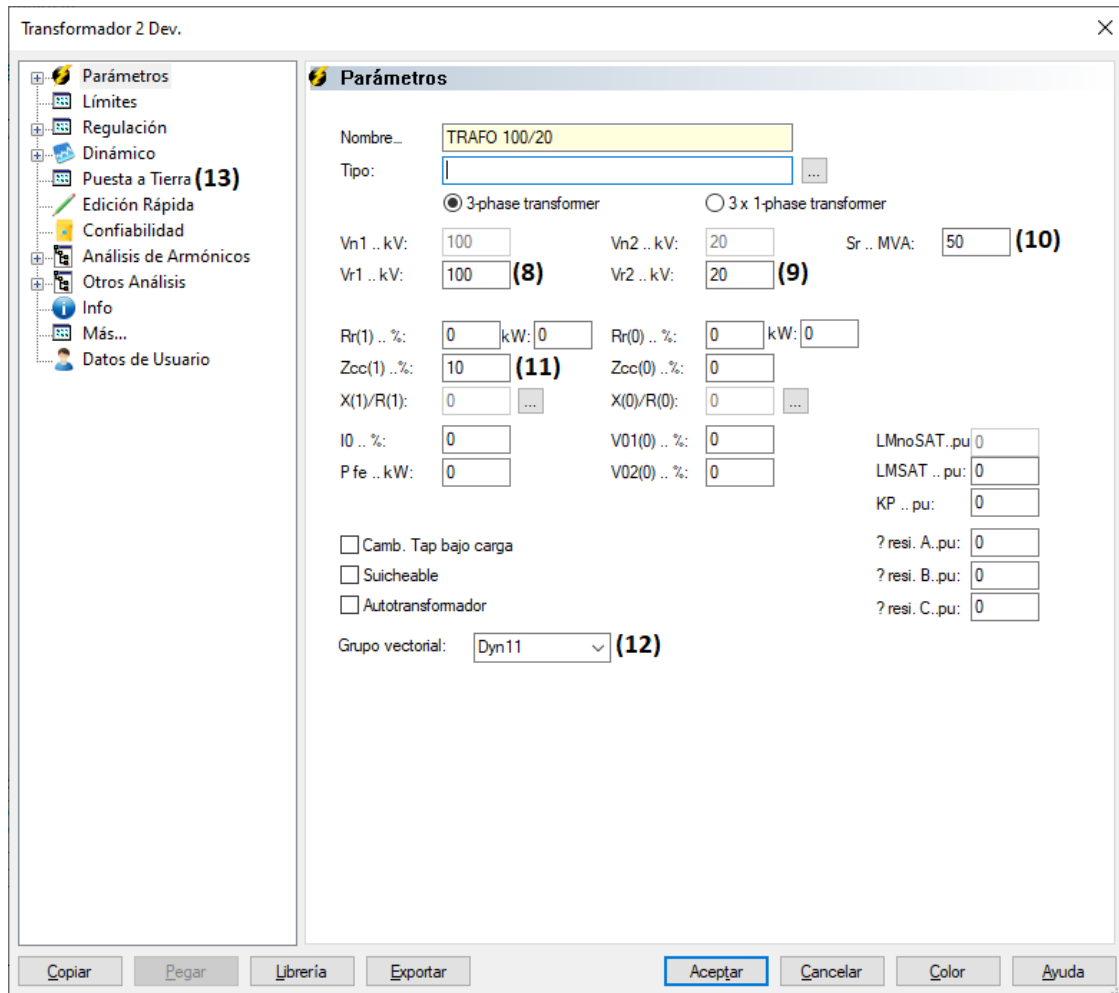 Transformador 2 Dev.
Parámetros
Límites
Regulación
Dinámico
Puesta a Tierra (13)
Edición Rápida
Confiabilidad
Análisis de Armónicos
Otros Análisis
Info
Más...
Datos de Usuario
Parámetros
Nombre... TRAFO 100/20
Tipo: ...
3-phase transformer 3 x 1-phase transformer
Vn1 .. kV: 100 Vn2 .. kV: 20 Sr .. MVA: 50 (10)
Vr1 .. kV: 100 (8) Vr2 .. kV: 20 (9)
Rr(1) .. %: 0 kW: 0 Rr(0) .. %: 0 kW: 0
Zcc(1) ..%: 10 (11) Zcc(0) ..%: 0
X(1)/R(1): 0 ... X(0)/R(0): 0 ...
I0 .. %: 0 V01(0) .. %: 0 LMnoSAT..pu 0
P fe .. kW: 0 V02(0) .. %: 0 LMSAT .. pu: 0
KP .. pu: 0
Camb. Tap bajo carga ? resi. A..pu: 0
Suicheable ? resi. B..pu: 0
Autotransformador ? resi. C..pu: 0
Grupo vectorial: Dyn11 (12)
Copiar Pegar Librería Exportar Aceptar Cancelar Color Ayuda